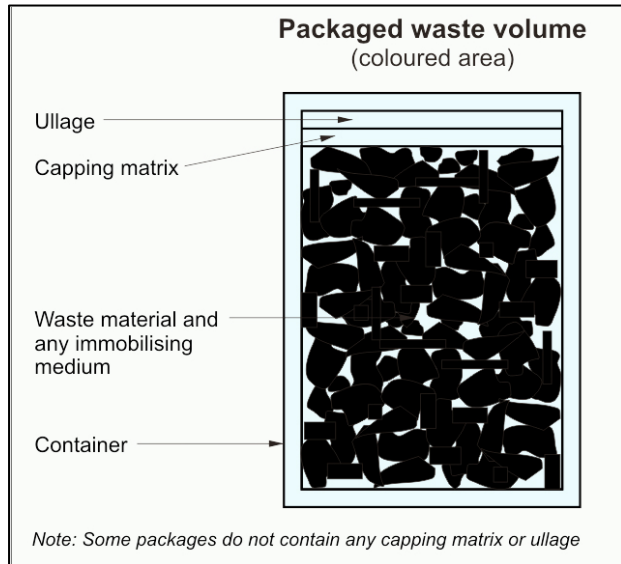 Packaged waste volume
(coloured area)
Ullage
Capping matrix
Waste material and
any immobilising
medium
Container
Note: Some packages do not contain any capping matrix or ullage